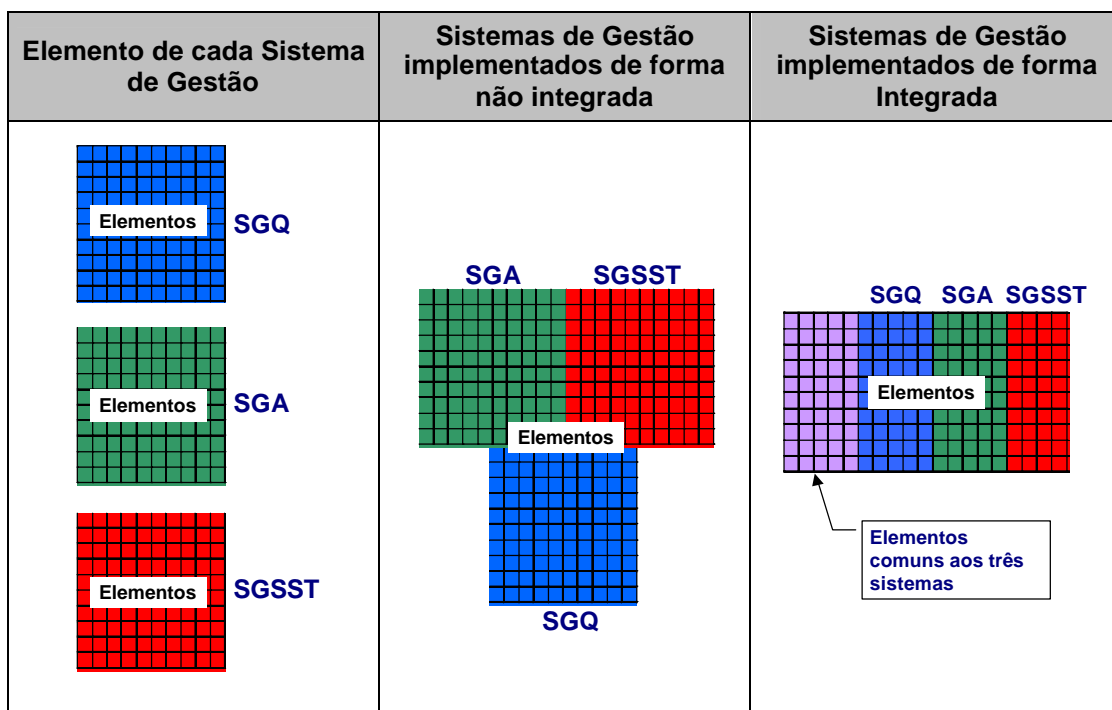 Elemento de cada Sistema
de Gestão
Sistemas de Gestão
implementados de forma
não integrada
Sistemas de Gestão
implementados de forma
Integrada
Elementos
SGQ
Elementos
SGA
Elementos
SGSST
SGA
SGSST
Elementos
SGQ
SGQ
SGA
SGSST
Elementos
Elementos
comuns aos três
sistemas